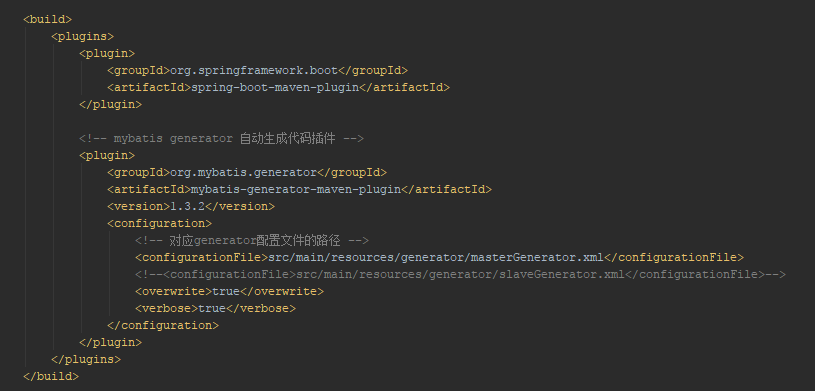 <build>
<plugins>
<plugin>
<groupId>org.springframework.boot</groupId>
<artifactId>spring-boot-maven-plugin</artifactId>
</plugin>
<!-- mybatis generator 自动生成代码插件 -->
<plugin>
<groupId>org.mybatis.generator</groupId>
<artifactId>mybatis-generator-maven-plugin</artifactId>
<version>1.3.2</version>
<configuration>
<!-- 对应generator配置文件的路径 -->
<configurationFile>src/main/resources/generator/masterGenerator.xml</configurationFile>
<!--<configurationFile>src/main/resources/generator/slaveGenerator.xml</configurationFile>-->
<overwrite>true</overwrite>
<verbose>true</verbose>
</configuration>
</plugin>
</plugins>
</build>